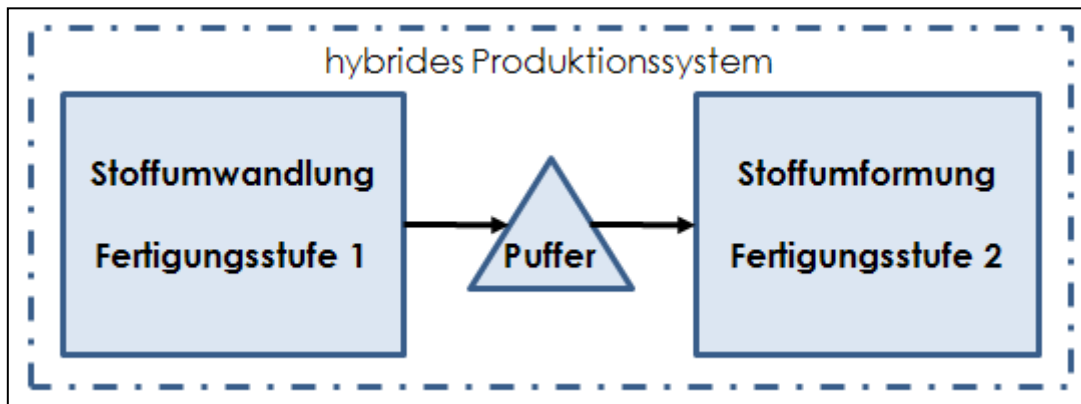 hybrides Produktionssystem
Stoffumwandlung
Fertigungsstufe 1
Puffer
Stoffumformung
Fertigungsstufe 2